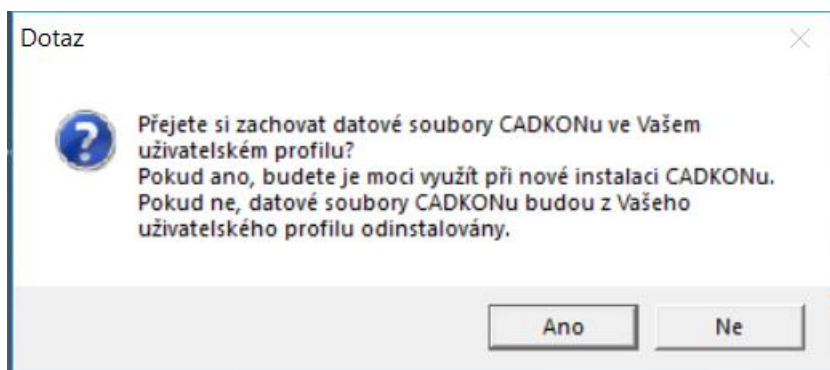 Dotaz
Přejete si zachovat datové soubory CADKONu ve Vašem
uživatelském profilu?
Pokud ano, budete je moci využít při nové instalaci CADKONu.
Pokud ne, datové soubory CADKONu budou z Vašeho
uživatelského profilu odinstalovány.
Ano
Ne